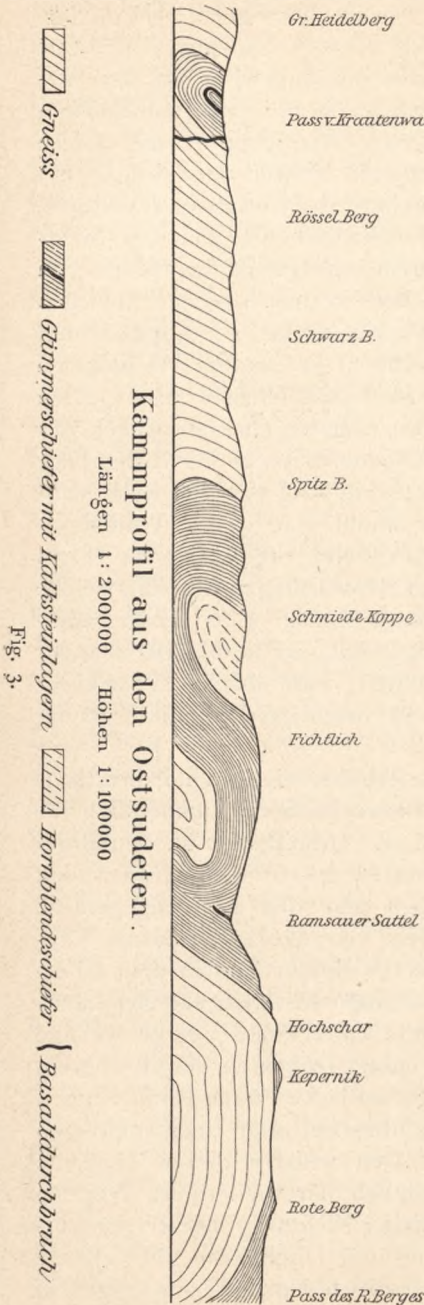 Gr. Heidelberg
Pass v. Krautenwa
Rössel Berg
Schwarz B.
Spitz B.
Schmiede Koppe
Fichtlich
Ramsauer Sattel
Hochschar
Kepernik
Rote Berg
Pass des R. Berges
Kammprofil aus den Ostsudeten.
Längen 1:200000 Höhen 1:100000
Gneiss Glimmerschiefer mit Kalksteinlagern Hornblendeschiefer Basaltdurchbruch
Fig. 3.